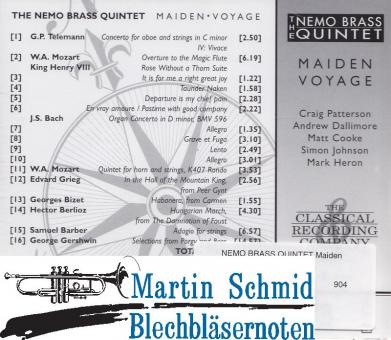 THE NEMO BRASS QUINTET MAIDEN · VOYAGE
[1] G.P. Telemann Concerto for oboe and strings in C minor [2.50]
IV: Vivace
[2] W.A. Mozart Overture to the Magic Flute [6.19]
King Henry VIII Rose Without a Thorn Suite
[3] It is for me a right great joy [1.22]
[4] Taunder Naken [1.58]
[5] Departure is my chief pain [2.28]
[6] En vray amoure / Pastime with good company [2.22]
J.S. Bach Organ Concerto in D minor, BMV 596
[7] Allegro [1.35]
[8] Grave et Fuga [3.10]
[9] Lento [2.49]
[10] Allegro [3.01]
[11] W.A. Mozart Quintet for horn and strings, K407 Rondo [3.53]
[12] Edvard Grieg In the Hall of the Mountain King, [2.56]
from Peer Gynt
[13] Georges Bizet Habanera, from Carmen [1.55]
[14] Hector Berlioz Hungarian March, [4.30]
from The Damnation of Faust
[15] Samuel Barber Adagio for strings [6.57]
[16] George Gershwin Selections from Porgy and Bess [14.57]
TOT
THE NEMO BRASS
QUINTET
MAIDEN
VOYAGE
Craig Patterson
Andrew Dallimore
Matt Cooke
Simon Johnson
Mark Heron
THE
CLASSICAL
RECORDING
COMPANY
NEMO BRASS QUINTET Maiden
904
Martin Schmid
Blechbläsernoten